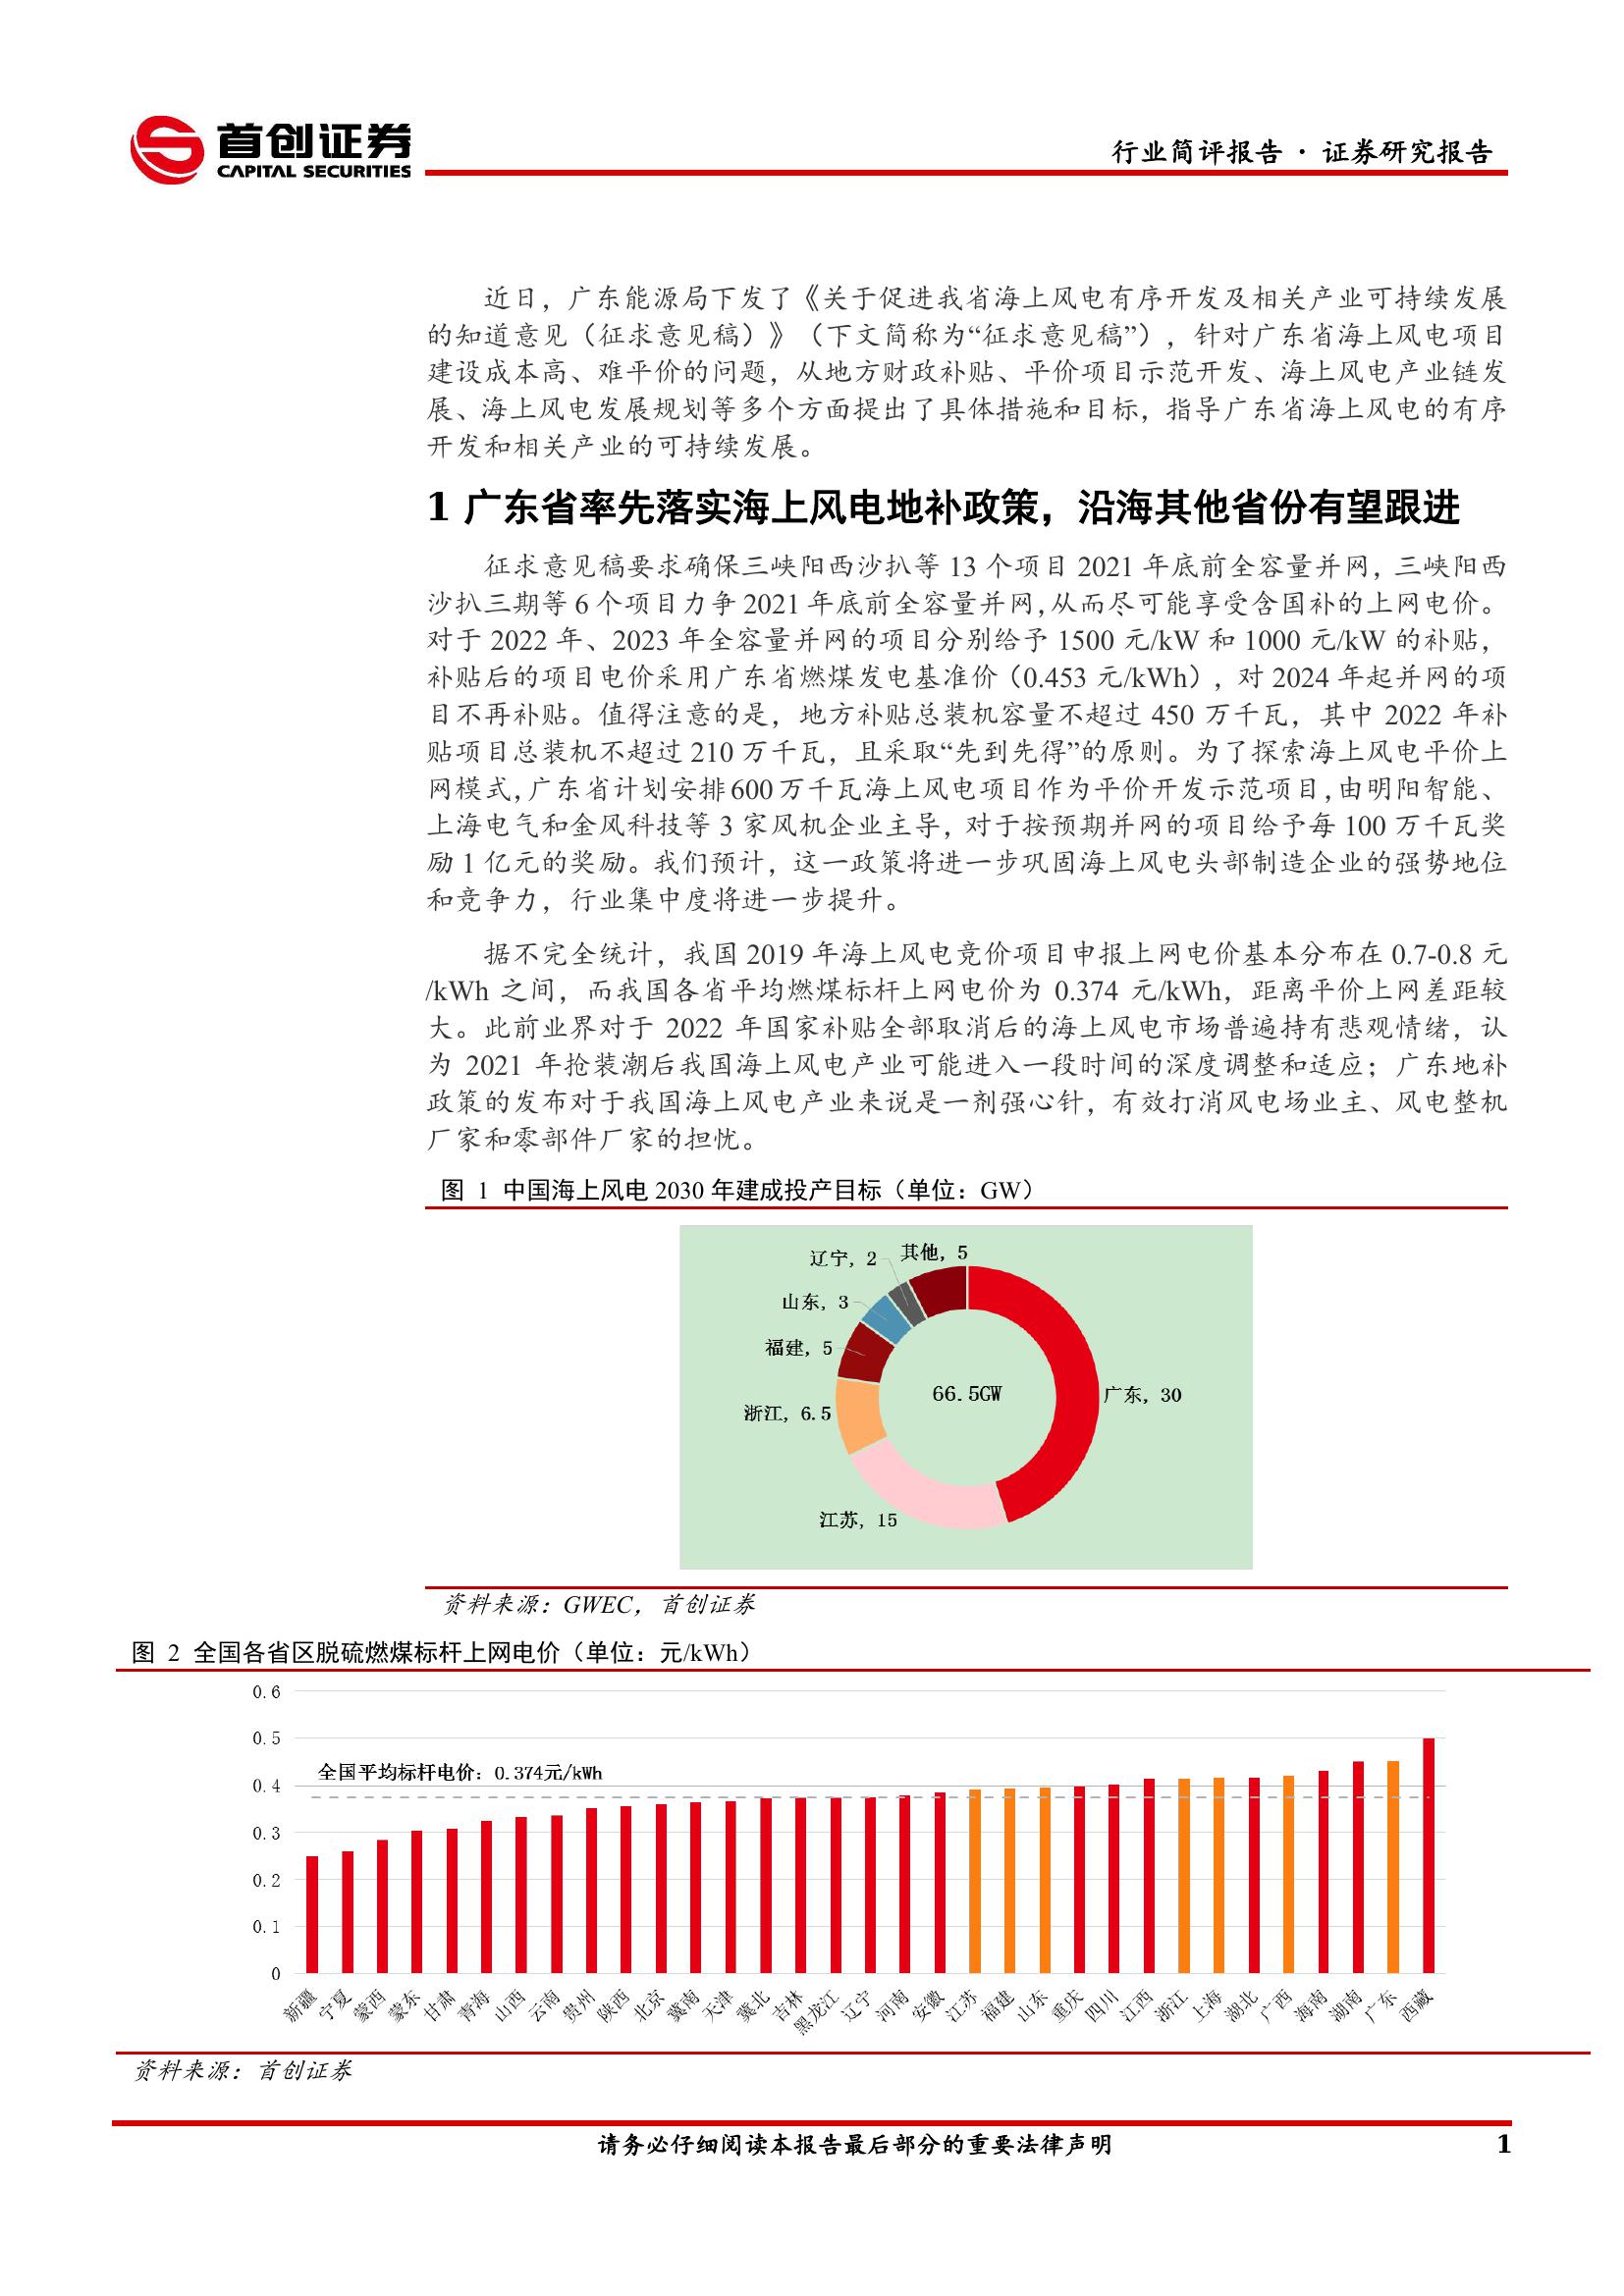 首创证券
CAPITAL SECURITIES
行业简评报告 · 证券研究报告
近日，广东能源局下发了《关于促进我省海上风电有序开发及相关产业可持续发展
的知道意见（征求意见稿）》（下文简称为“征求意见稿”），针对广东省海上风电项目
建设成本高、难平价的问题，从地方财政补贴、平价项目示范开发、海上风电产业链发
展、海上风电发展规划等多个方面提出了具体措施和目标，指导广东省海上风电的有序
开发和相关产业的可持续发展。
1 广东省率先落实海上风电地补政策，沿海其他省份有望跟进
征求意见稿要求确保三峡阳西沙扒等 13 个项目 2021 年底前全容量并网，三峡阳西
沙扒三期等 6 个项目力争 2021 年底前全容量并网，从而尽可能享受含国补的上网电价。
对于 2022 年、2023 年全容量并网的项目分别给予 1500 元/kW 和 1000 元/kW 的补贴，
补贴后的项目电价采用广东省燃煤发电基准价（0.453 元/kWh），对 2024 年起并网的项
目不再补贴。值得注意的是，地方补贴总装机容量不超过 450 万千瓦，其中 2022 年补
贴项目总装机不超过 210 万千瓦，且采取“先到先得”的原则。为了探索海上风电平价上
网模式，广东省计划安排 600 万千瓦海上风电项目作为平价开发示范项目，由明阳智能、
上海电气和金风科技等 3 家风机企业主导，对于按预期并网的项目给予每 100 万千瓦奖
励 1 亿元的奖励。我们预计，这一政策将进一步巩固海上风电头部制造企业的强势地位
和竞争力，行业集中度将进一步提升。
据不完全统计，我国 2019 年海上风电竞价项目申报上网电价基本分布在 0.7-0.8 元
/kWh 之间，而我国各省平均燃煤标杆上网电价为 0.374 元/kWh，距离平价上网差距较
大。此前业界对于 2022 年国家补贴全部取消后的海上风电市场普遍持有悲观情绪，认
为 2021 年抢装潮后我国海上风电产业可能进入一段时间的深度调整和适应；广东地补
政策的发布对于我国海上风电产业来说是一剂强心针，有效打消风电场业主、风电整机
厂家和零部件厂家的担忧。
图 1 中国海上风电 2030 年建成投产目标（单位：GW）
其他，5
辽宁，2
山东，3
福建，5
浙江，6.5
66.5GW
广东，30
江苏，15
资料来源：GWEC，首创证券
图 2 全国各省区脱硫燃煤标杆上网电价（单位：元/kWh）
0.6
0.5
全国平均标杆电价：0.374元/kWh
0.4
0.3
0.2
0.1
0
新疆
宁夏
蒙西
蒙东
甘肃
青海
山西
云南
贵州
陕西
北京
冀南
天津
冀北
吉林
黑龙江
辽宁
河南
安徽
江苏
福建
山东
重庆
四川
江西
浙江
上海
湖北
广西
海南
湖南
广东
西藏
资料来源：首创证券
请务必仔细阅读本报告最后部分的重要法律声明
1